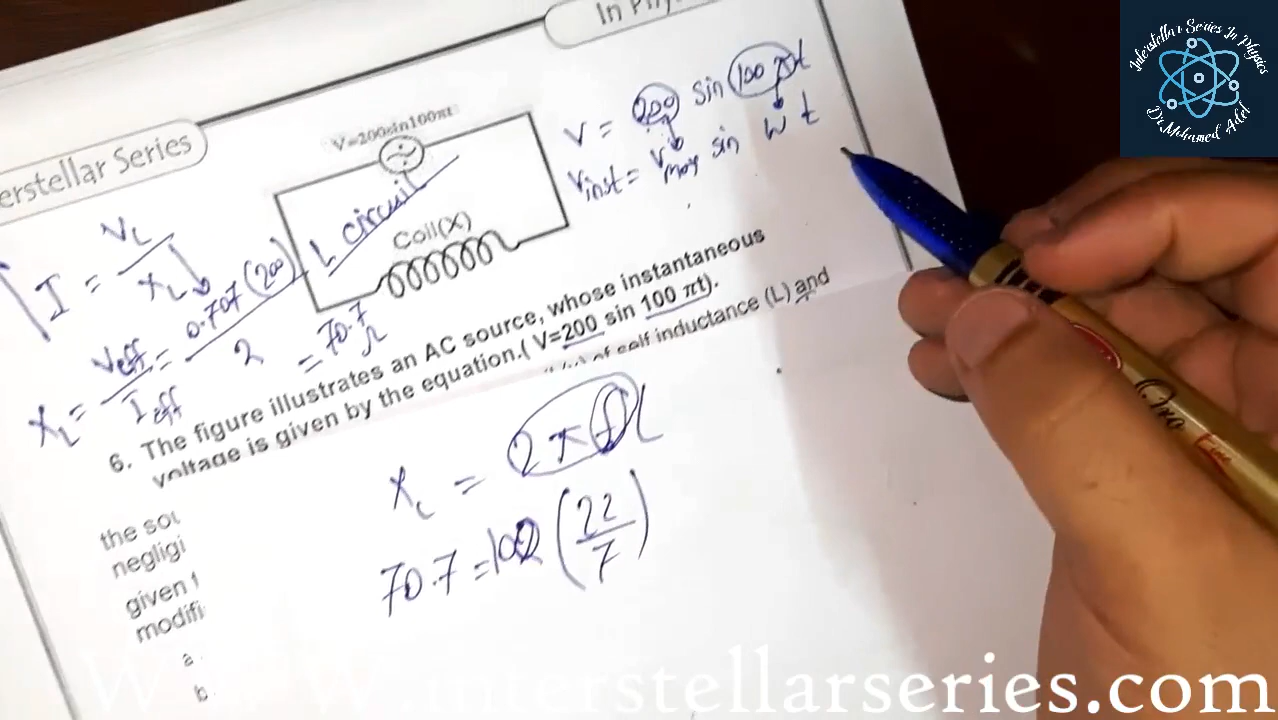 In Phy
Interstellar Series In Physics
Dr.Mohamed Adel
erstellar Series
V=200sin100πt
V = 200 sin 100 πt
Vinst = Vmax sin w t
L circuit
Coil(X)
I = VL / XL
XL = Veff / Ieff = 0.707 (200) / 2 = 70.7 Ω
6. The figure illustrates an AC source, whose instantaneous
voltage is given by the equation.( V=200 sin 100 πt).
of self inductance (L) and
the sou
negligi
given
modifi
a
b
XL = 2πfL
70.7 = 100 (22/7)
www.interstellarseries.com